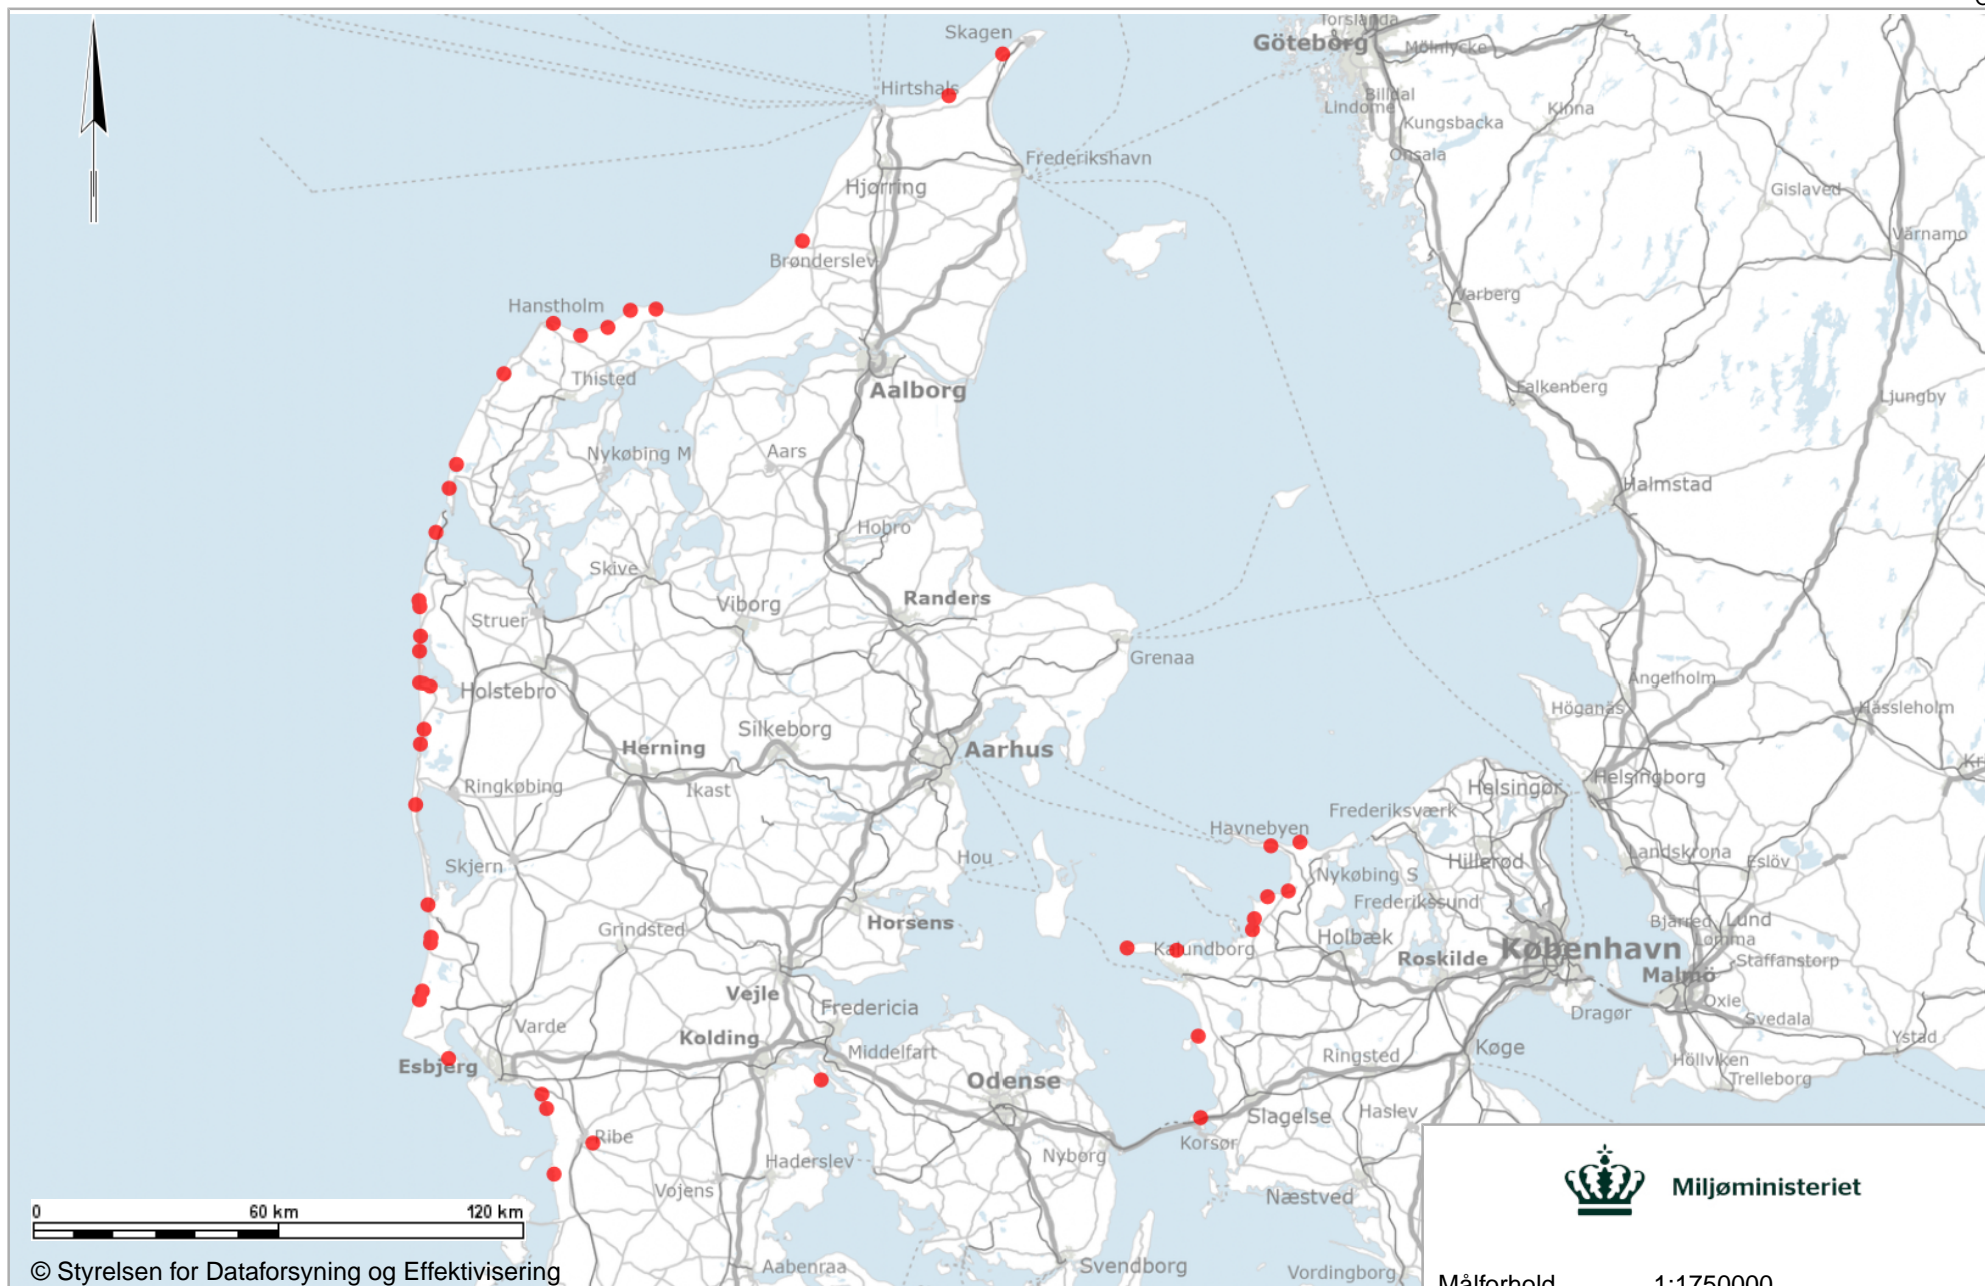 Skagen
Torslanda
Göteborg
Mölnlycke
Hirtshals
Billdal
Lindome
Kinna
Kungsbacka
Onsala
Frederikshavn
Hjørring
Gislaved
Värnamo
Brønderslev
Hanstholm
Varberg
Thisted
Aalborg
Falkenberg
Ljungby
Nykøbing M
Aars
Halmstad
Hobro
Skive
Viborg
Randers
Struer
Grenaa
Holstebro
Ängelholm
Höganäs
Hässleholm
Silkeborg
Herning
Aarhus
Ringkøbing
Ikast
Helsingør
Helsingborg
Kri
Frederiksværk
Havnebyen
Hou
Skjern
Hillerød
Landskrona
Eslöv
Nykøbing S
Frederikssund
Horsens
Grindsted
Bjärred
Lund
Holbæk
Lomma
Kalundborg
Roskilde
København
Staffanstorp
Malmö
Vejle
Fredericia
Oxie
Dragør
Svedala
Varde
Kolding
Middelfart
Ringsted
Køge
Ystad
Höllviken
Esbjerg
Odense
Trelleborg
Slagelse
Haslev
Ribe
Korsør
Nyborg
Haderslev
Vojens
Næstved
Miljøministeriet
0 60 km 120 km
Aabenraa
Svendborg
Vordingborg
© Styrelsen for Dataforsyning og Effektivisering
Målforhold 1:1750000